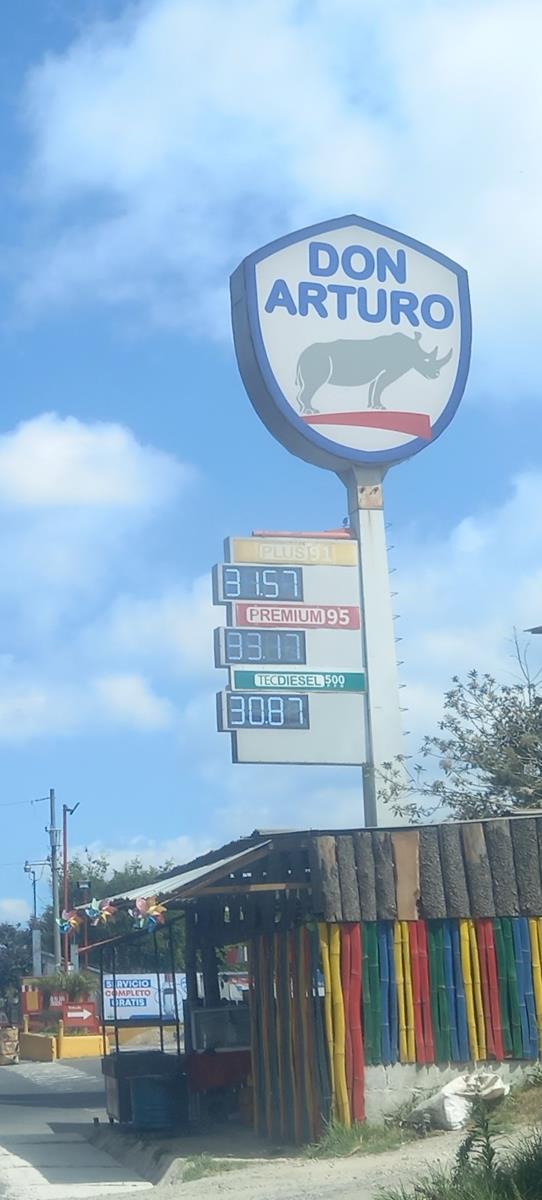 DON
ARTURO
PLUS 91
31.57
PREMIUM 95
33.17
TECDIESEL 500
30.87
SERVICIO
COMPLETO
GRATIS